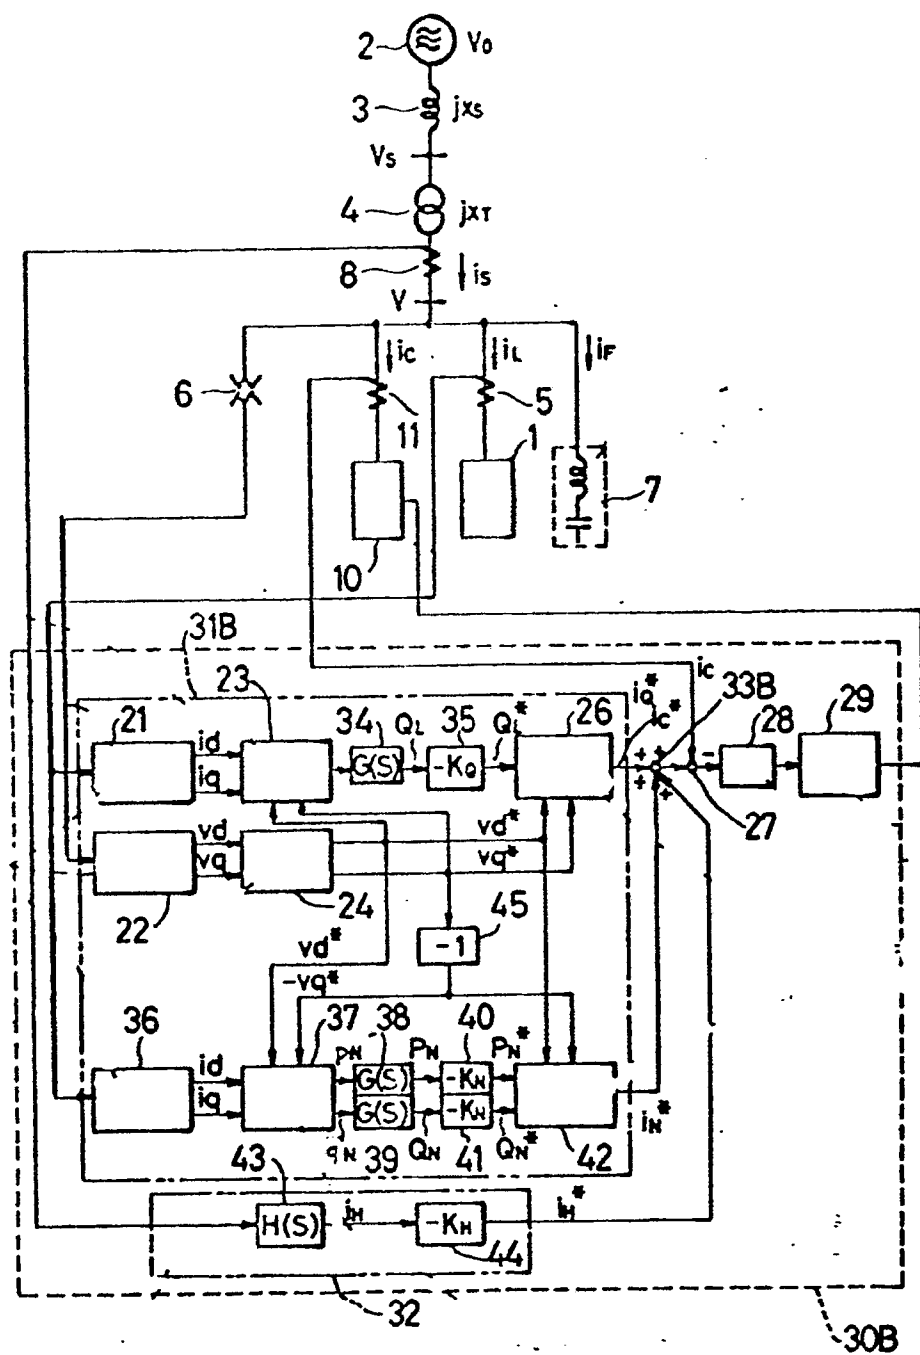 2 V0
3 jxS
VS
4 jxT
8 iS
V
iC iL iF
6
11 5 1 7
10
31B
23 iC iQ* iC* 33B
21 34 QL 35 QL* 26 28 29
id
iq G(S) -KQ
27
vd vd*
vq vq*
22 24 45
-1
vd*
-vq*
36 37 38 40
id PN PN PN*
iq G(S) -KN
G(S) -KN
qN 39 QN 41 QN* 42 iN*
43
H(S) iH -KH iH*
44
32
30B